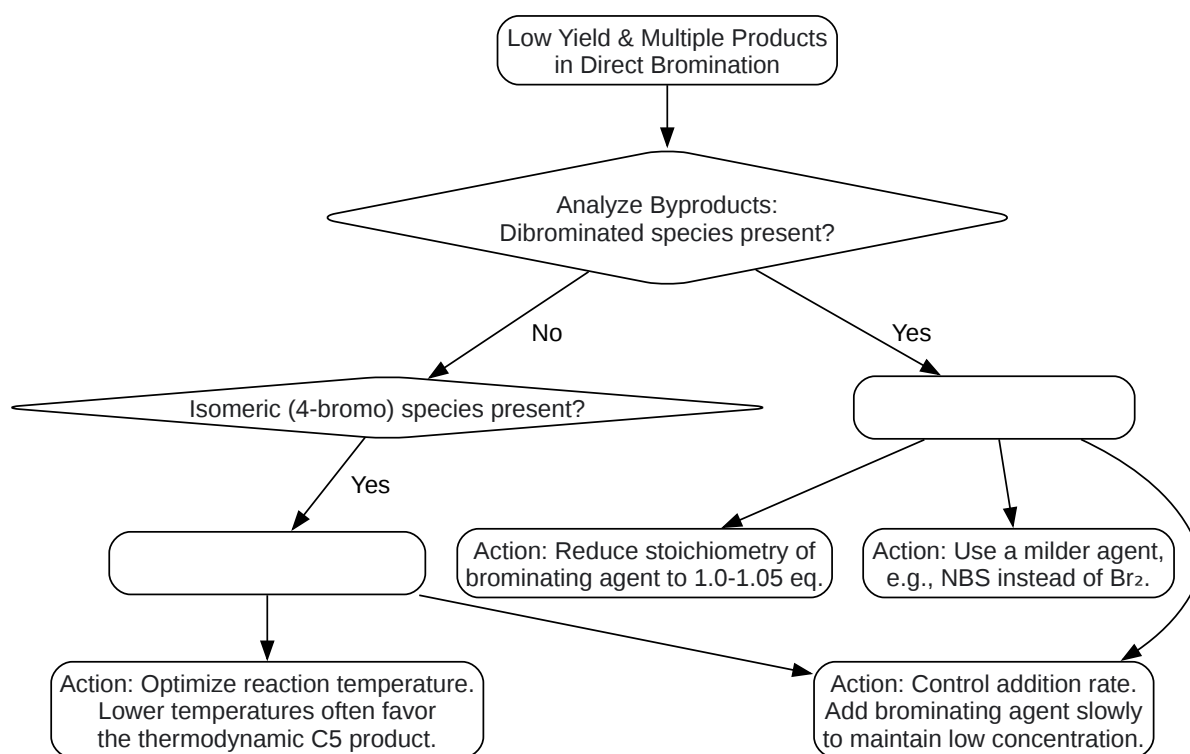 Low Yield & Multiple Products
in Direct Bromination
Analyze Byproducts:
Dibrominated species present?
No
Yes
Isomeric (4-bromo) species present?
Yes
Action: Reduce stoichiometry of
brominating agent to 1.0-1.05 eq.
Action: Use a milder agent,
e.g., NBS instead of Br₂.
Action: Optimize reaction temperature.
Lower temperatures often favor
the thermodynamic C5 product.
Action: Control addition rate.
Add brominating agent slowly
to maintain low concentration.